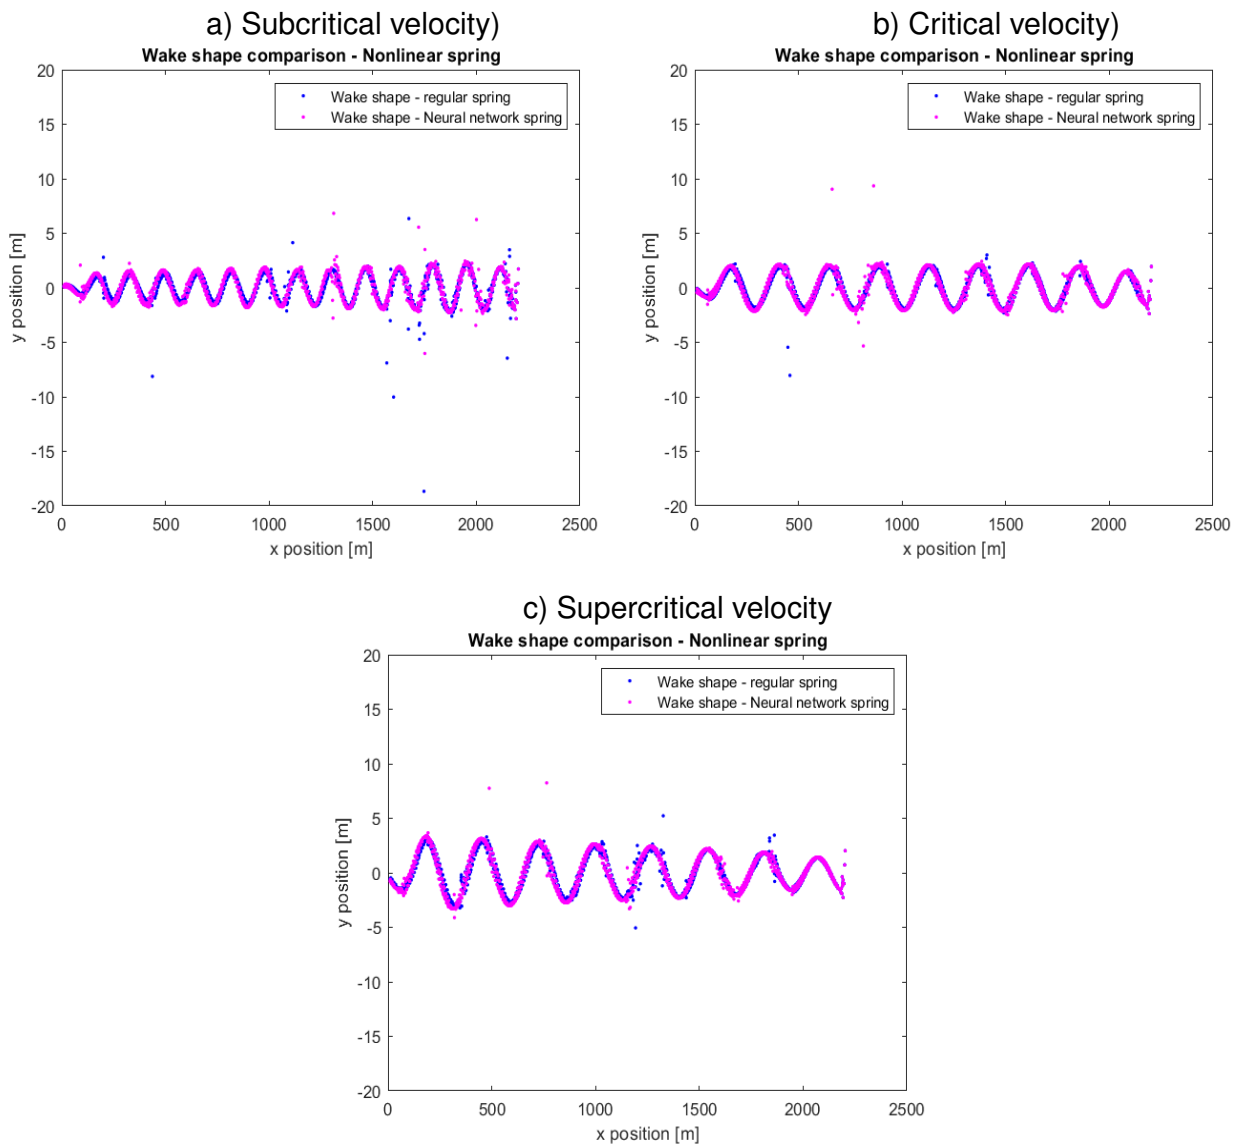 a) Subcritical velocity)
Wake shape comparison - Nonlinear spring
Wake shape - regular spring
Wake shape - Neural network spring
20
15
10
5
0
-5
-10
-15
-20
y position [m]
0 500 1000 1500 2000 2500
x position [m]
b) Critical velocity)
Wake shape comparison - Nonlinear spring
Wake shape - regular spring
Wake shape - Neural network spring
20
15
10
5
0
-5
-10
-15
-20
y position [m]
0 500 1000 1500 2000 2500
x position [m]
c) Supercritical velocity
Wake shape comparison - Nonlinear spring
Wake shape - regular spring
Wake shape - Neural network spring
20
15
10
5
0
-5
-10
-15
-20
y position [m]
0 500 1000 1500 2000 2500
x position [m]